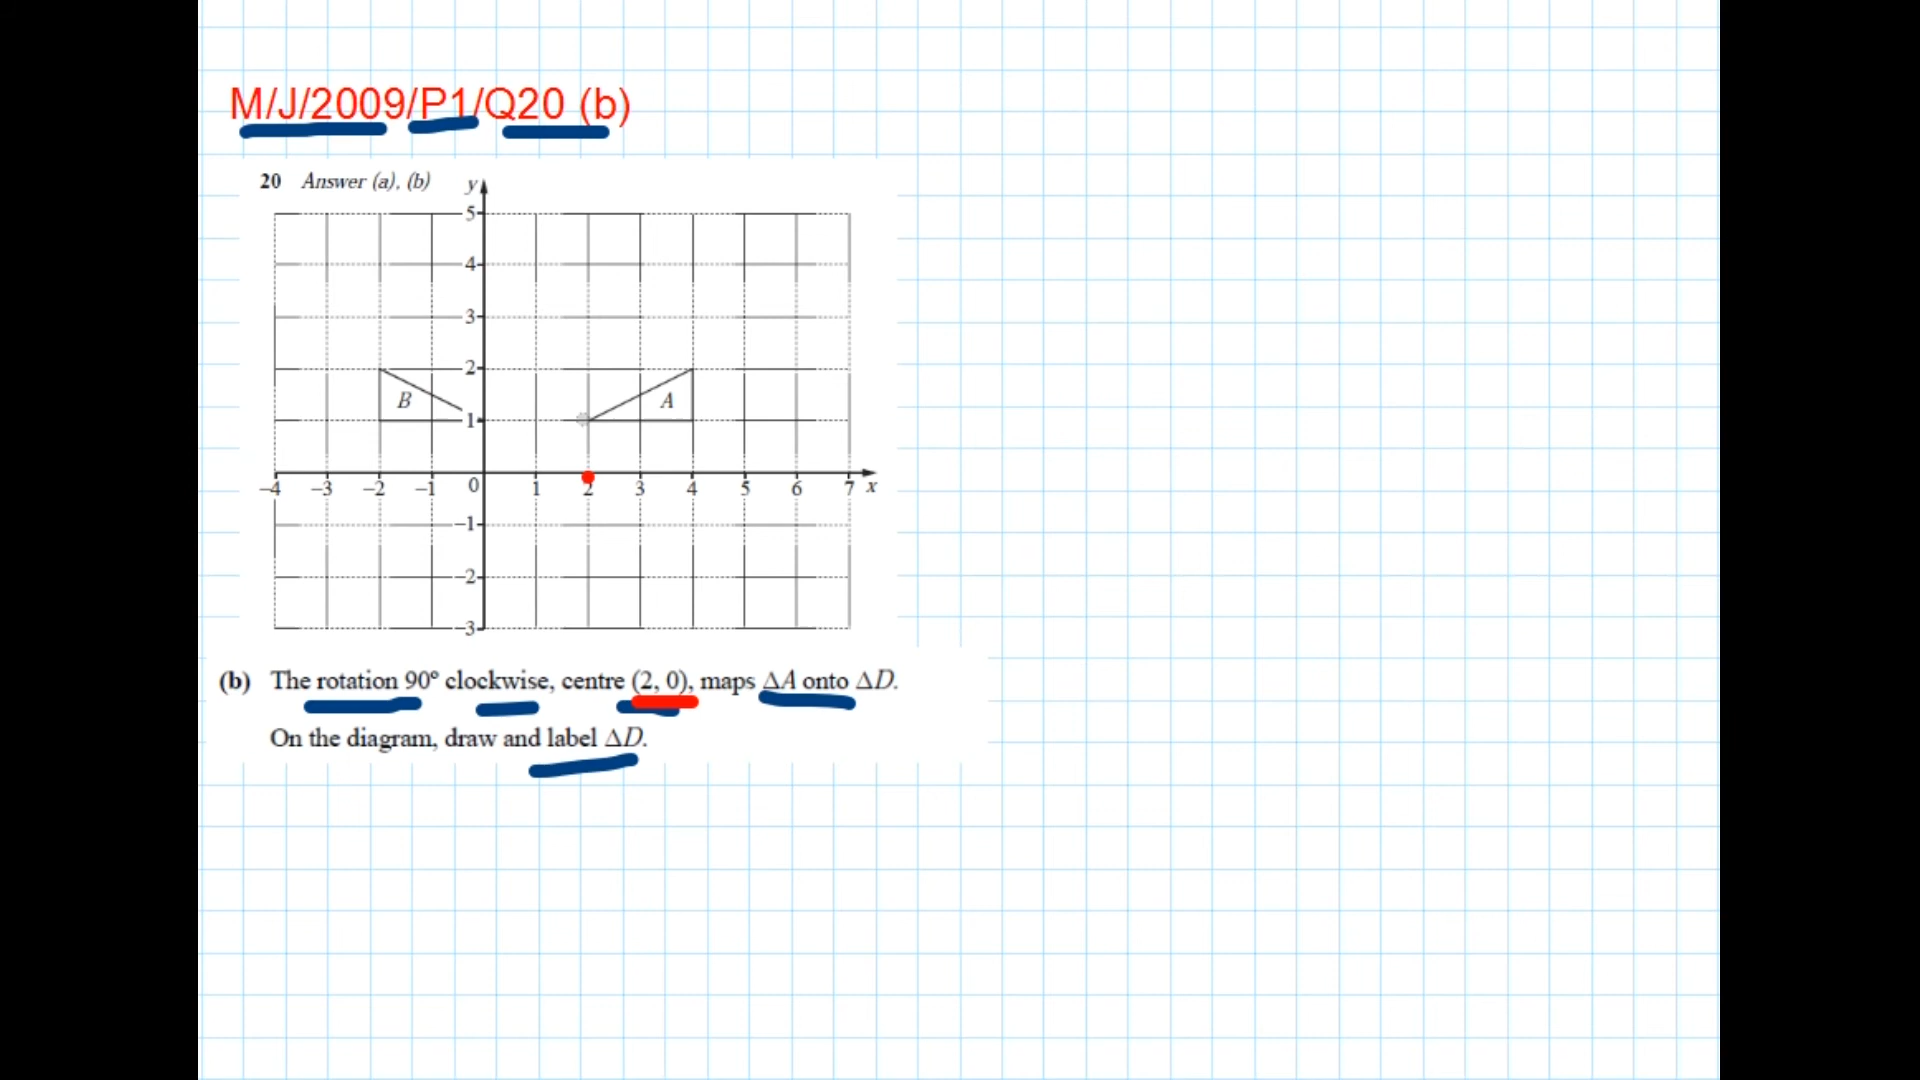 M/J/2009/P1/Q20 (b)
20 Answer (a), (b)
y
5
4
3
2
B
A
1
–4 –3 –2 –1 0 1 2 3 4 5 6 7 x
–1
–2
–3
(b) The rotation 90° clockwise, centre (2, 0), maps ΔA onto ΔD.
On the diagram, draw and label ΔD.